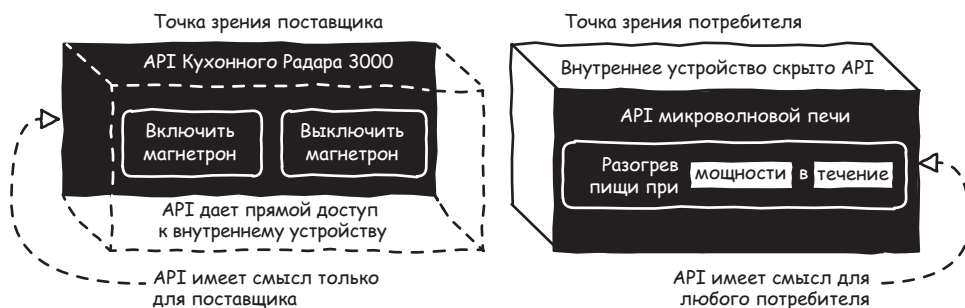 Точка зрения поставщика
API Кухонного Радара 3000
Включить
магнетрон
Выключить
магнетрон
API дает прямой доступ
к внутреннему устройству
API имеет смысл только
для поставщика
Точка зрения потребителя
Внутреннее устройство скрыто API
API микроволновой печи
Разогрев
пищи при мощности в течение
API имеет смысл для
любого потребителя